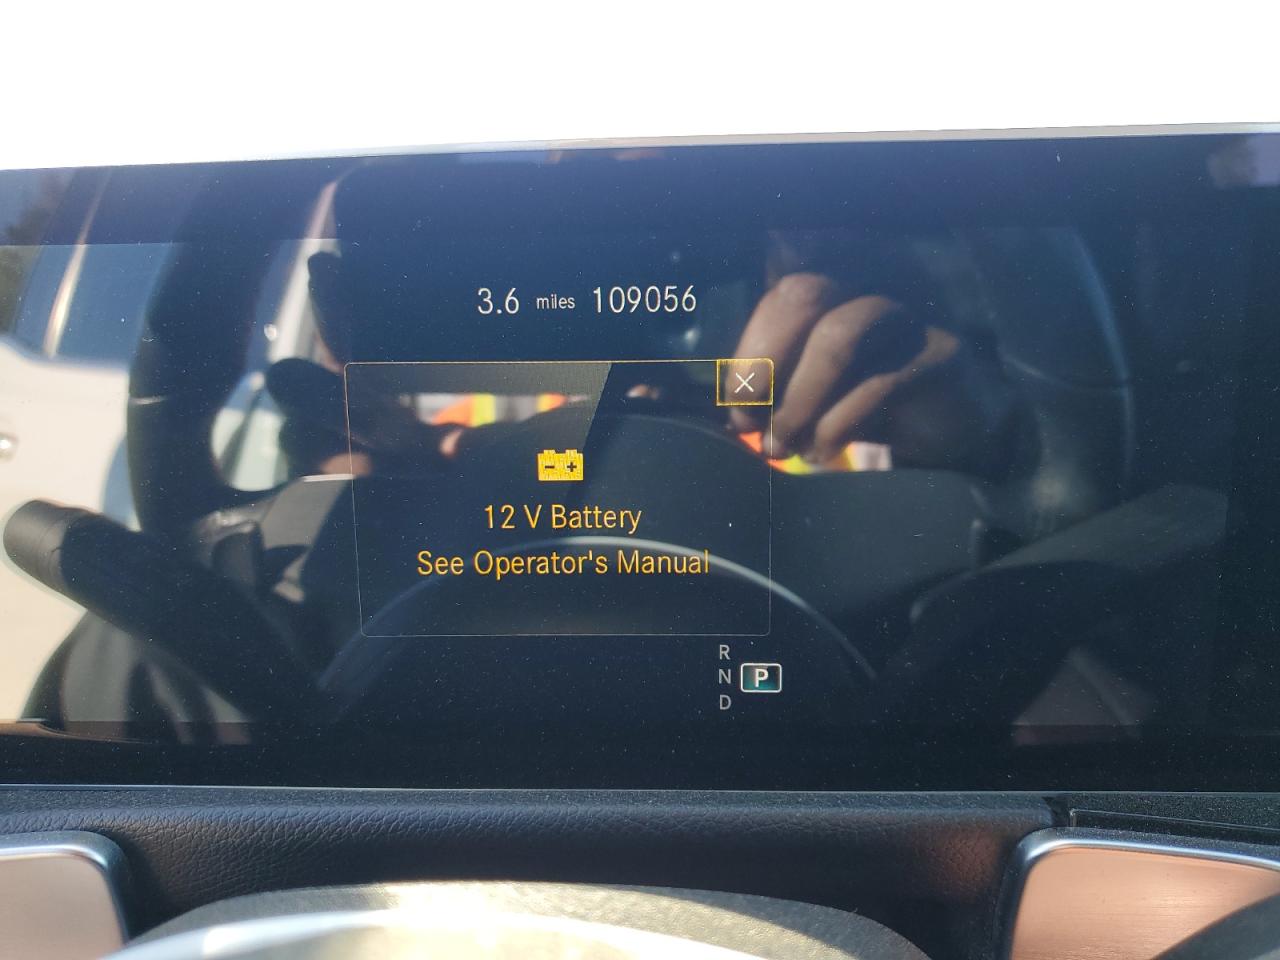 3.6 miles 109056
12 V Battery
See Operator's Manual
R
N P
D